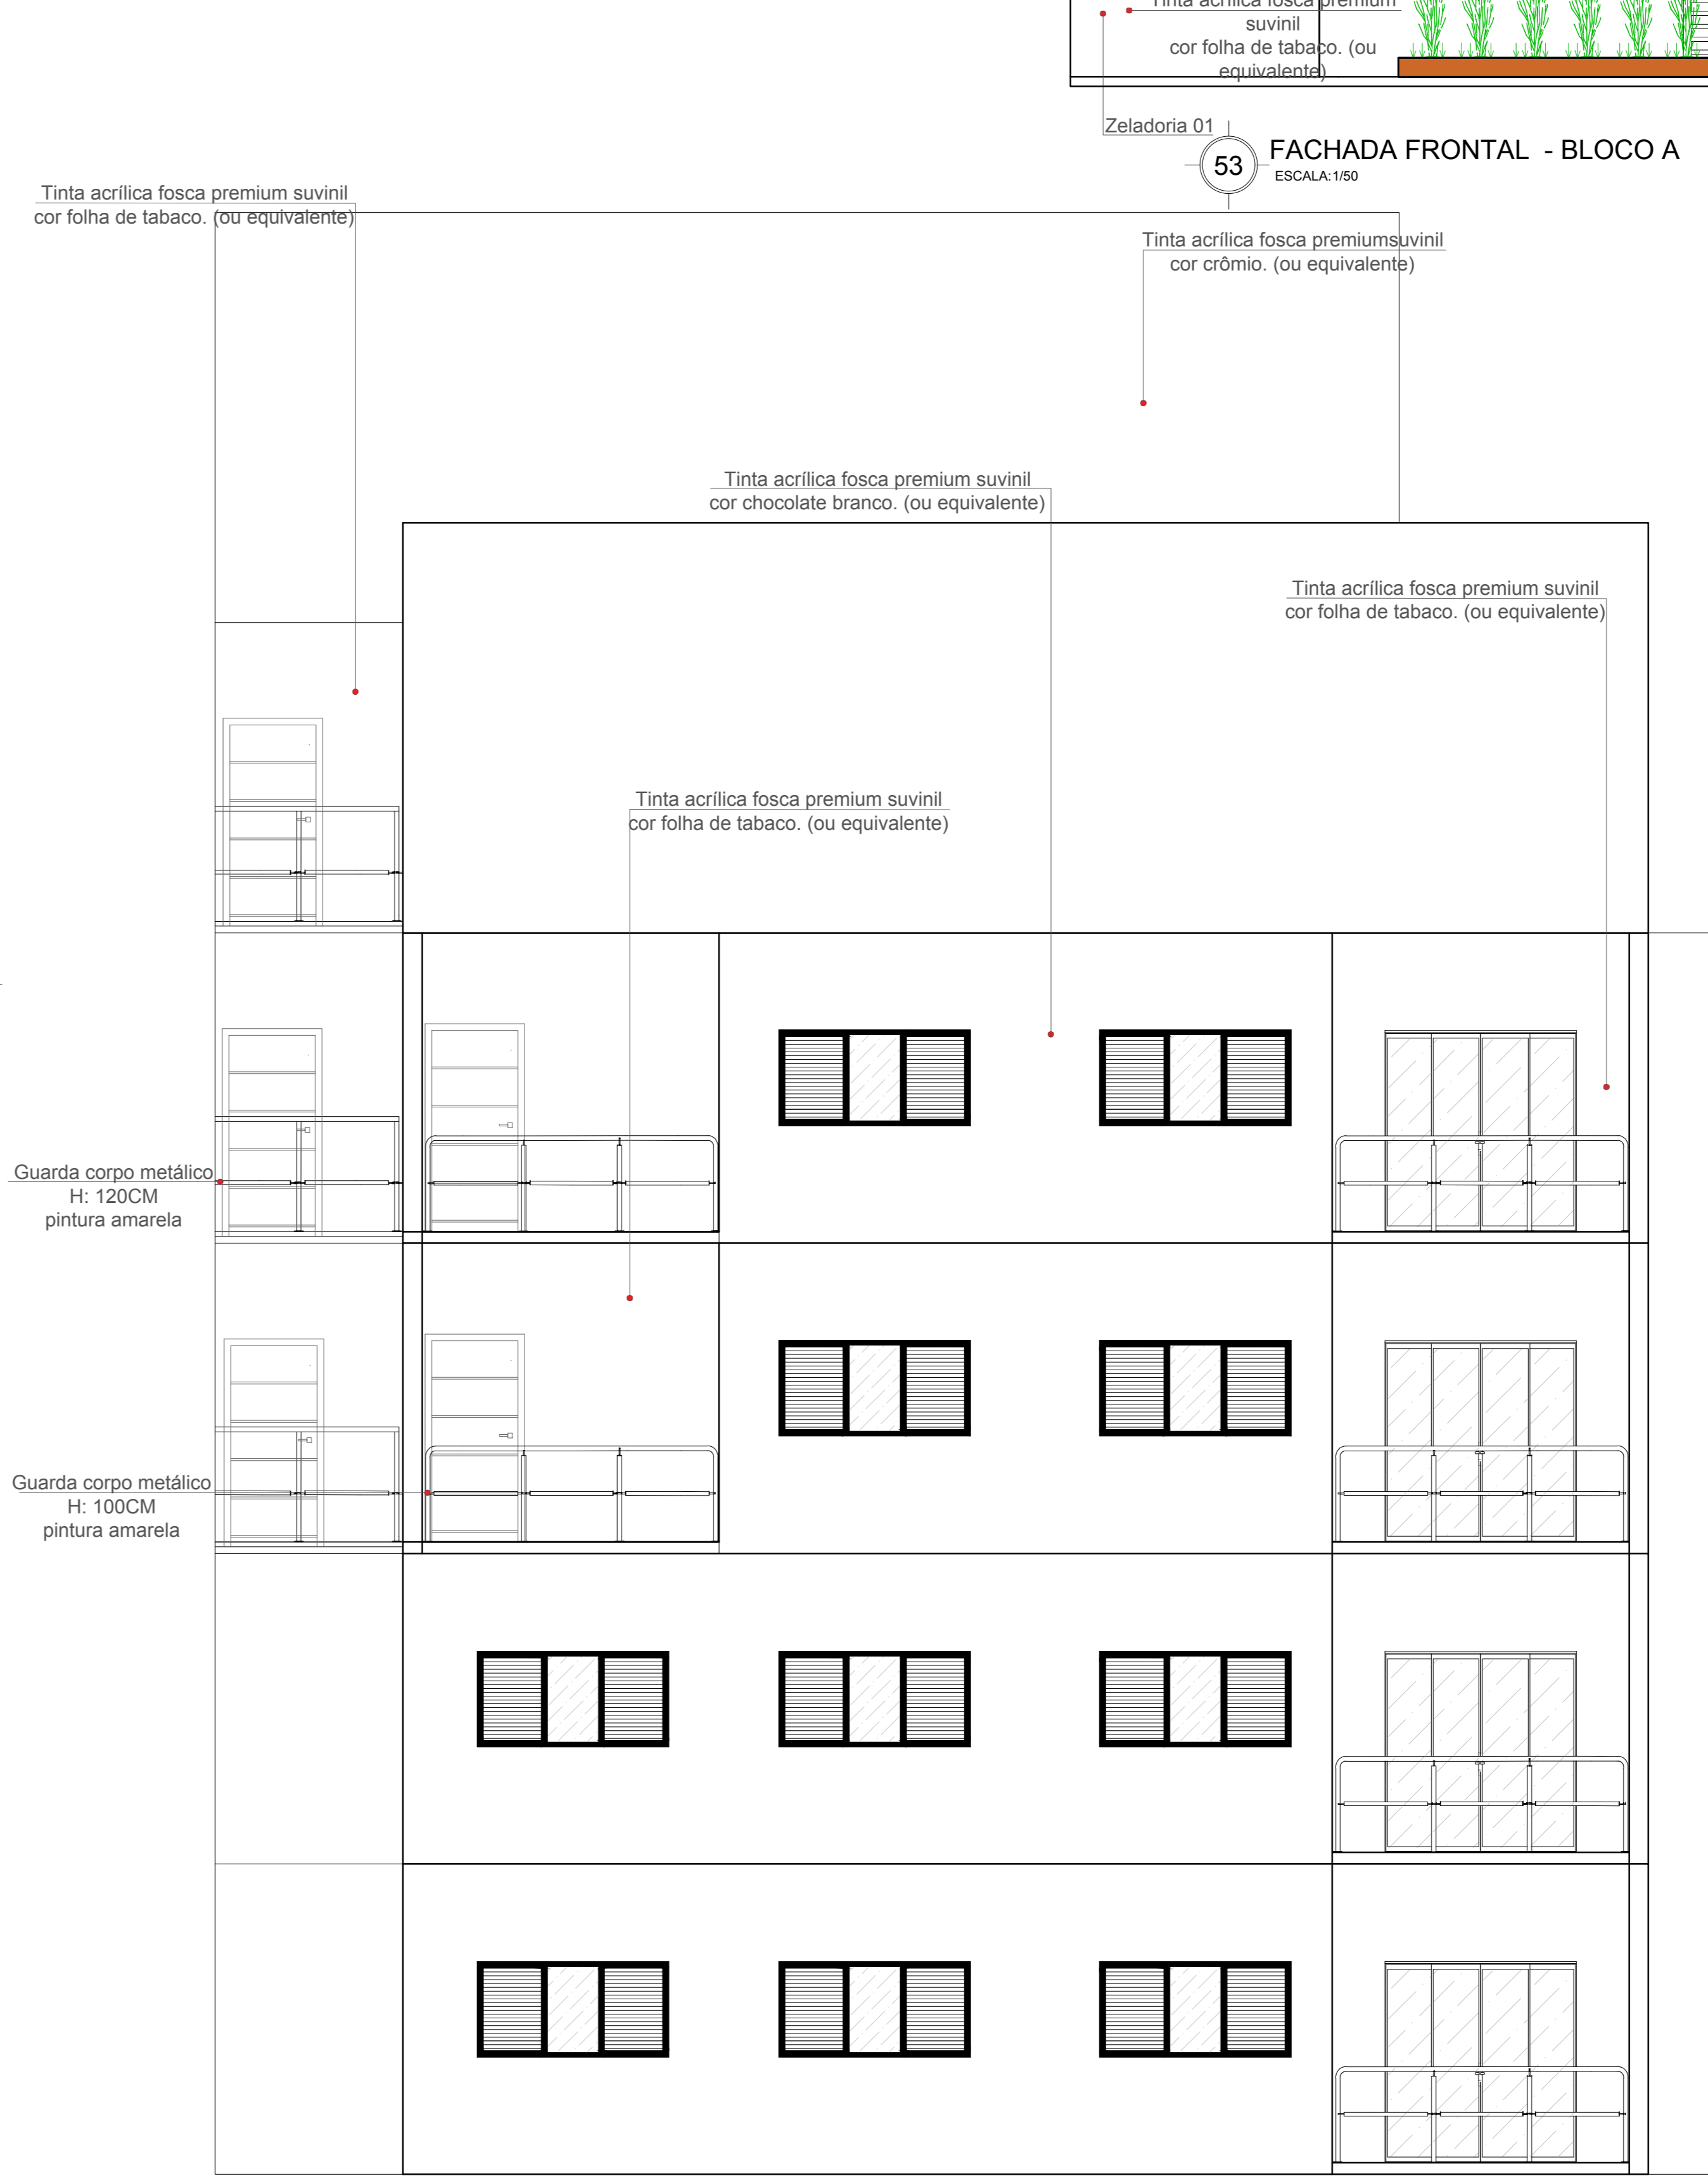 Tinta acrílica fosca premium
suvinil
cor folha de tabaco. (ou
equivalente)
Zeladoria 01
53
FACHADA FRONTAL - BLOCO A
ESCALA:1/50
Tinta acrílica fosca premium suvinil
cor folha de tabaco. (ou equivalente)
Tinta acrílica fosca premiumsuvinil
cor crômio. (ou equivalente)
Tinta acrílica fosca premium suvinil
cor chocolate branco. (ou equivalente)
Tinta acrílica fosca premium suvinil
cor folha de tabaco. (ou equivalente)
Tinta acrílica fosca premium suvinil
cor folha de tabaco. (ou equivalente)
Guarda corpo metálico
H: 120CM
pintura amarela
Guarda corpo metálico
H: 100CM
pintura amarela